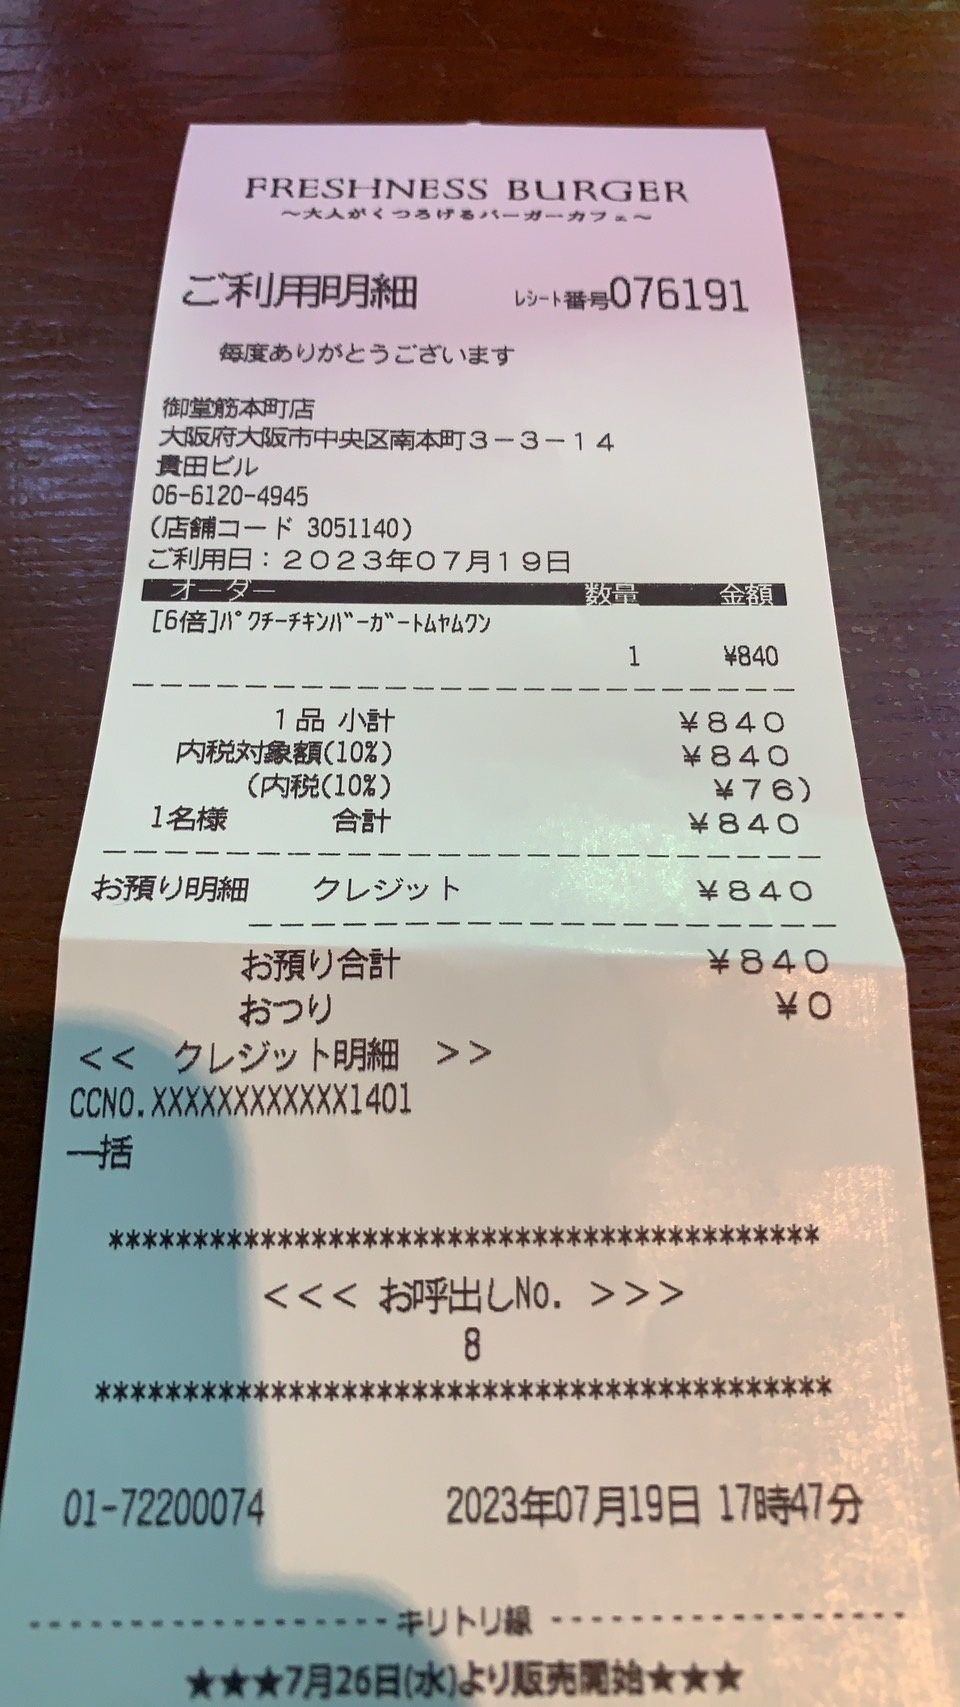 FRESHNESS BURGER
～大人がくつろげるバーガーカフェ～
ご利用明細 ﾚｼｰﾄ番号076191
毎度ありがとうございます
御堂筋本町店
大阪府大阪市中央区南本町３－３－１４
貴田ビル
06-6120-4945
(店舗コード 3051140)
ご利用日：２０２３年０７月１９日
オーダー 数量 金額
[6倍]ﾊﾟｸﾁｰﾁｷﾝﾊﾞｰｶﾞｰﾄﾑﾔﾑｸﾝ
1 ¥840
1品 小計 ¥８４０
内税対象額(10%) ¥８４０
(内税(10%) ¥７６)
1名様 合計 ¥８４０
お預り明細 クレジット ¥８４０
お預り合計 ¥８４０
おつり ¥０
<< クレジット明細 >>
CCNO.XXXXXXXXXXXX1401
一括
******************************************
<<< お呼出しNo. >>>
8
******************************************
01-72200074 2023年07月19日 17時47分
キリトリ線
★★★7月26日(水)より販売開始★★★